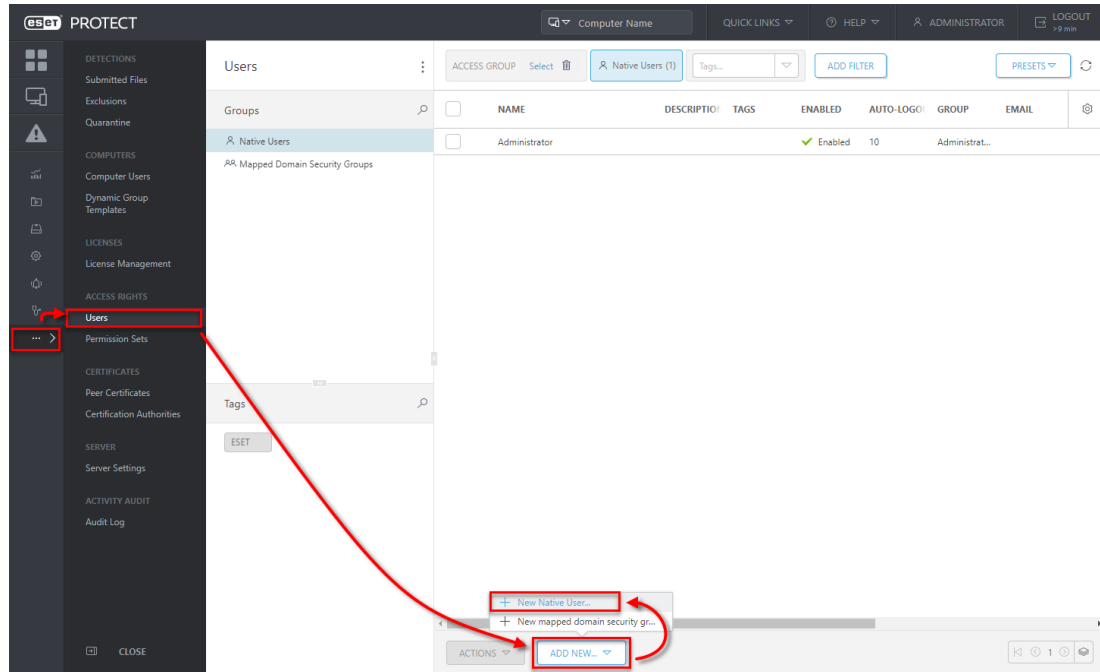 eset PROTECT
Computer Name
QUICK LINKS
HELP
ADMINISTRATOR
LOGOUT
>9 min
DETECTIONS
Submitted Files
Exclusions
Quarantine
COMPUTERS
Computer Users
Dynamic Group
Templates
LICENSES
License Management
ACCESS RIGHTS
Users
Permission Sets
CERTIFICATES
Peer Certificates
Certification Authorities
SERVER
Server Settings
ACTIVITY AUDIT
Audit Log
CLOSE
Users
Groups
Native Users
Mapped Domain Security Groups
Tags
ESET
ACCESS GROUP Select
Native Users (1)
Tags...
ADD FILTER
PRESETS
NAME DESCRIPTION TAGS ENABLED AUTO-LOGO GROUP EMAIL
Administrator Enabled 10 Administrat...
New Native User...
New mapped domain security gr...
ACTIONS
ADD NEW...
1